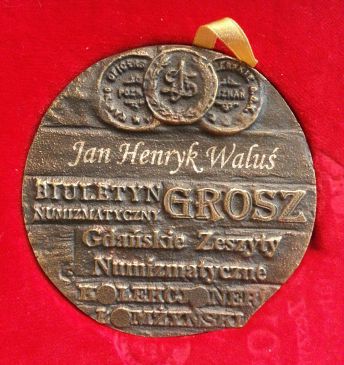 Jan Henryk Waluś
BIULETYN
NUMIZMATYCZNY
GROSZ
Gdańskie Zeszyty
Numizmatyczne
KOLEKCJONER
ŁOMŻYŃSKI